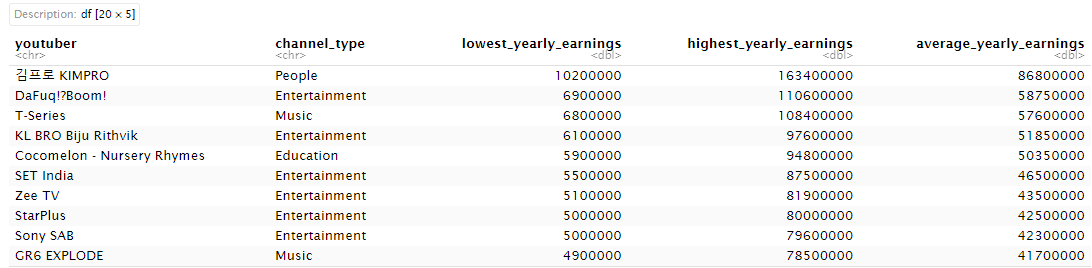 Description: df [20 × 5]
youtuber channel_type lowest_yearly_earnings highest_yearly_earnings average_yearly_earnings
<chr> <chr> <dbl> <dbl> <dbl>
김프로 KIMPRO People 10200000 163400000 86800000
DaFuq!?Boom! Entertainment 6900000 110600000 58750000
T-Series Music 6800000 108400000 57600000
KL BRO Biju Rithvik Entertainment 6100000 97600000 51850000
Cocomelon - Nursery Rhymes Education 5900000 94800000 50350000
SET India Entertainment 5500000 87500000 46500000
Zee TV Entertainment 5100000 81900000 43500000
StarPlus Entertainment 5000000 80000000 42500000
Sony SAB Entertainment 5000000 79600000 42300000
GR6 EXPLODE Music 4900000 78500000 41700000